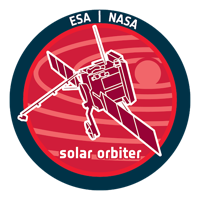 ESA | NASA
solar orbiter